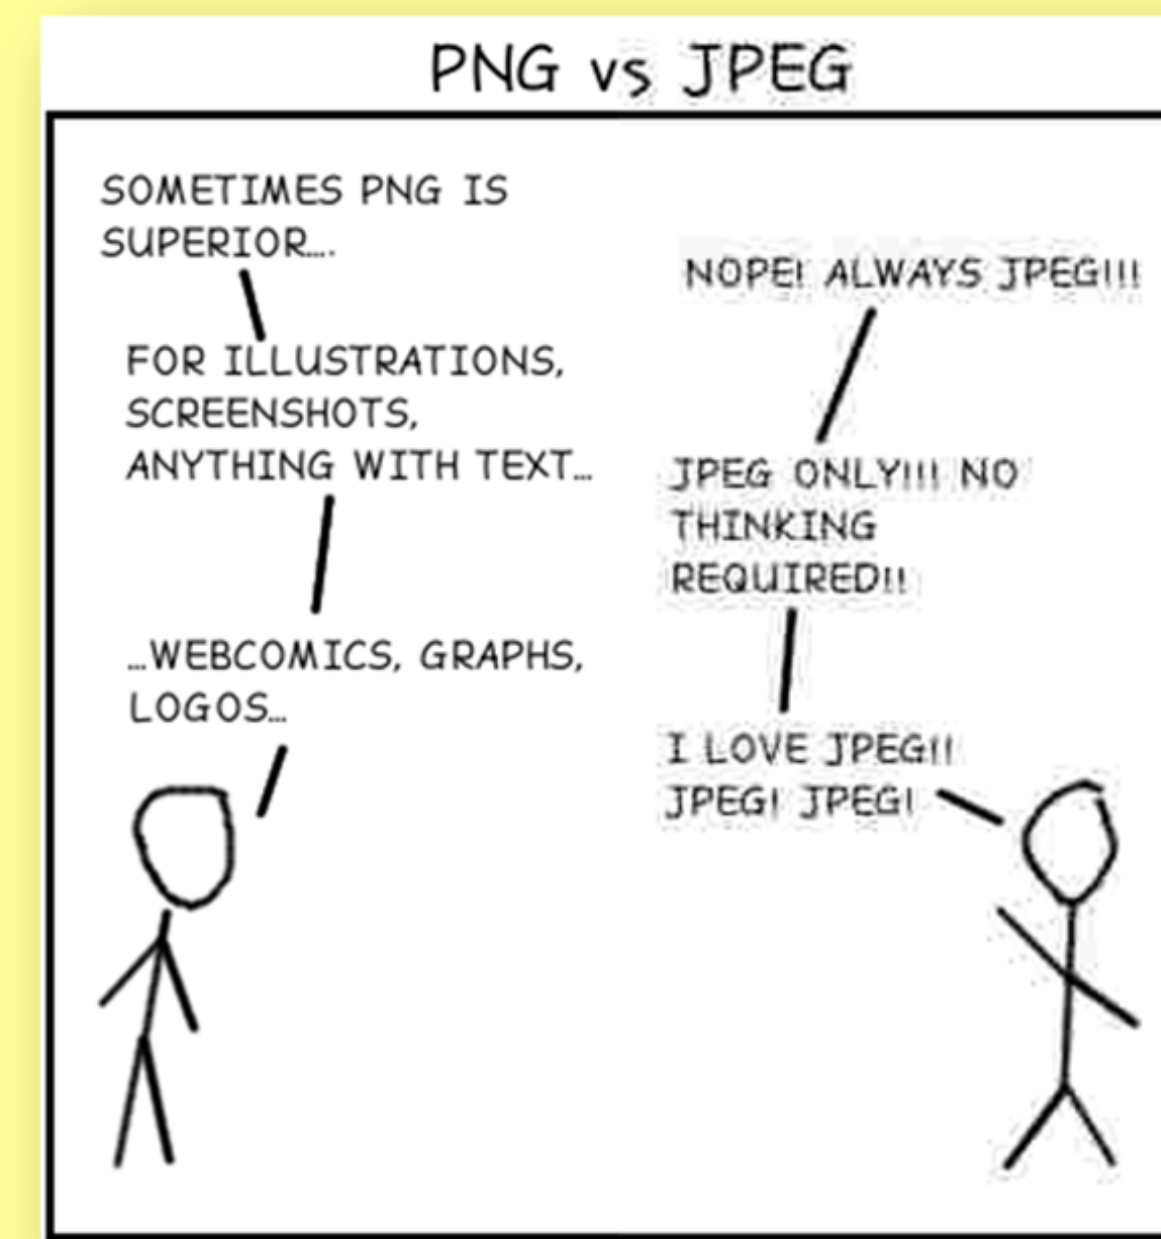 PNG vs JPEG
SOMETIMES PNG IS
SUPERIOR....
FOR ILLUSTRATIONS,
SCREENSHOTS,
ANYTHING WITH TEXT...
...WEBCOMICS, GRAPHS,
LOGOS...
NOPE! ALWAYS JPEG!!!
JPEG ONLY!!! NO
THINKING
REQUIRED!!
I LOVE JPEG!!
JPEG! JPEG!